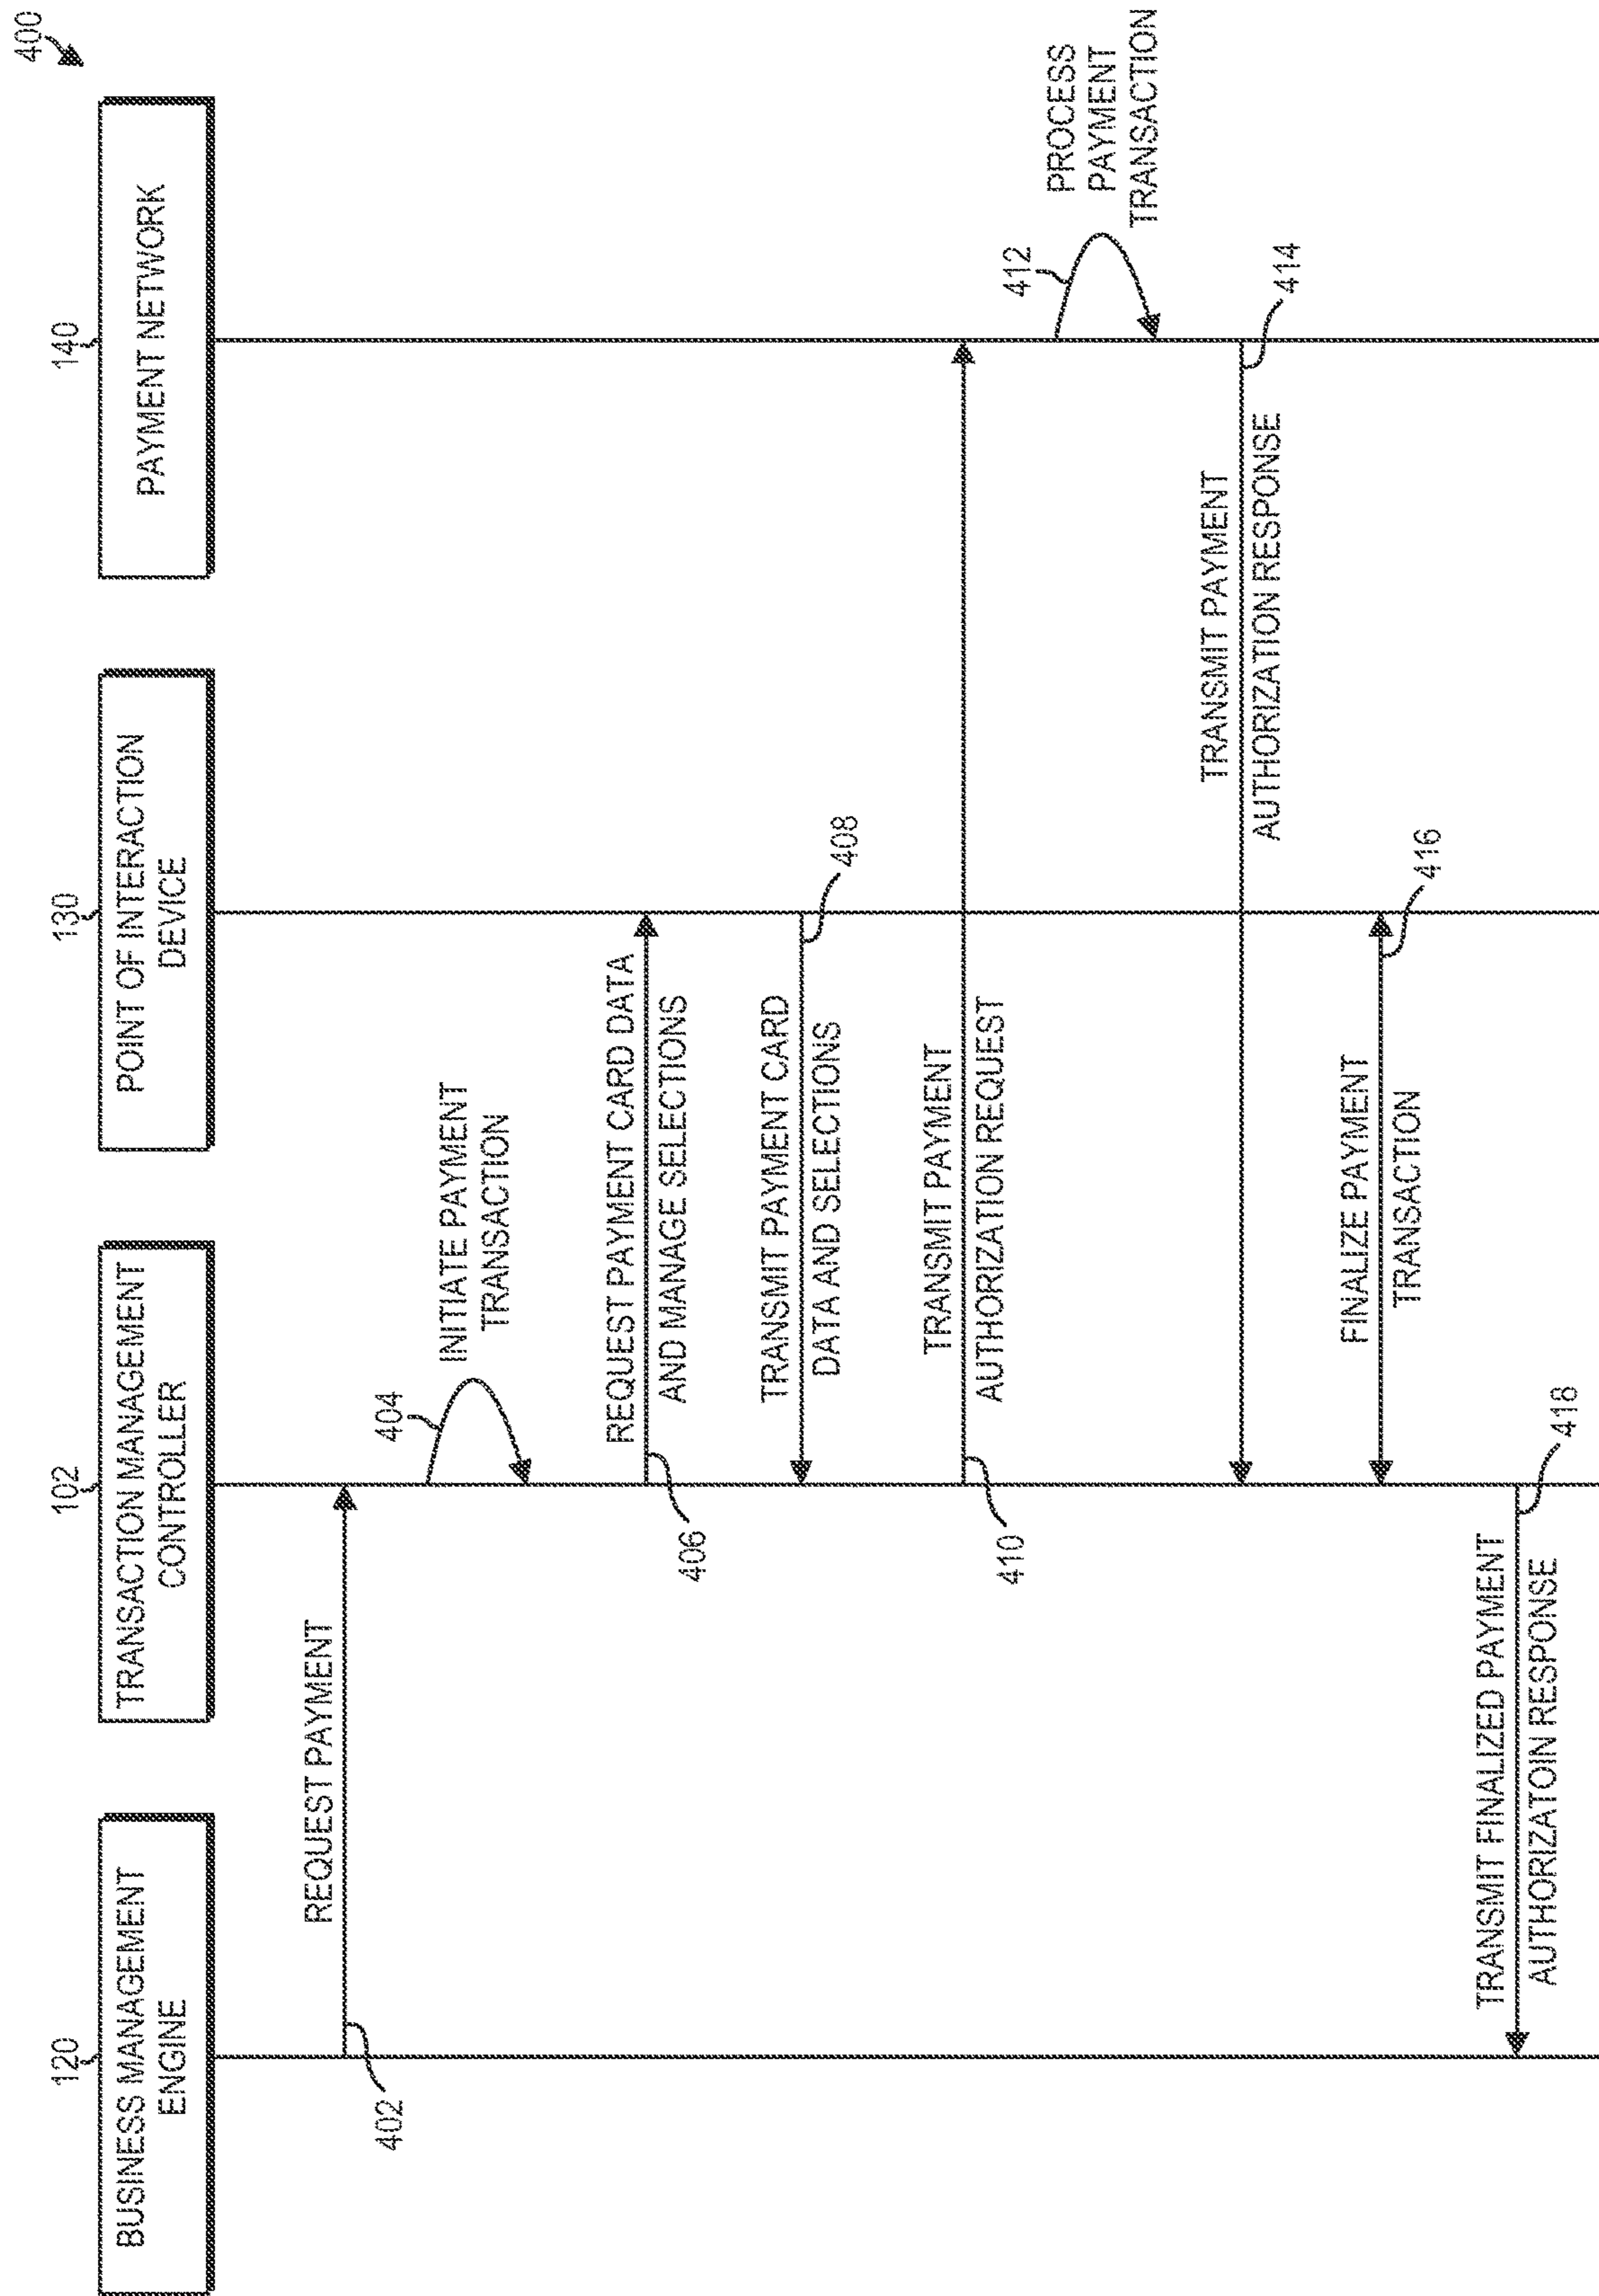 400
120
102
130
140
BUSINESS MANAGEMENT
ENGINE
TRANSACTION MANAGEMENT
CONTROLLER
POINT OF INTERACTION
DEVICE
PAYMENT NETWORK
REQUEST PAYMENT
402
404
INITIATE PAYMENT
TRANSACTION
REQUEST PAYMENT CARD DATA
AND MANAGE SELECTIONS
406
TRANSMIT PAYMENT CARD
DATA AND SELECTIONS
408
TRANSMIT PAYMENT
AUTHORIZATION REQUEST
410
412
PROCESS
PAYMENT
TRANSACTION
TRANSMIT PAYMENT
AUTHORIZATION RESPONSE
414
FINALIZE PAYMENT
TRANSACTION
416
TRANSMIT FINALIZED PAYMENT
AUTHORIZATOIN RESPONSE
418